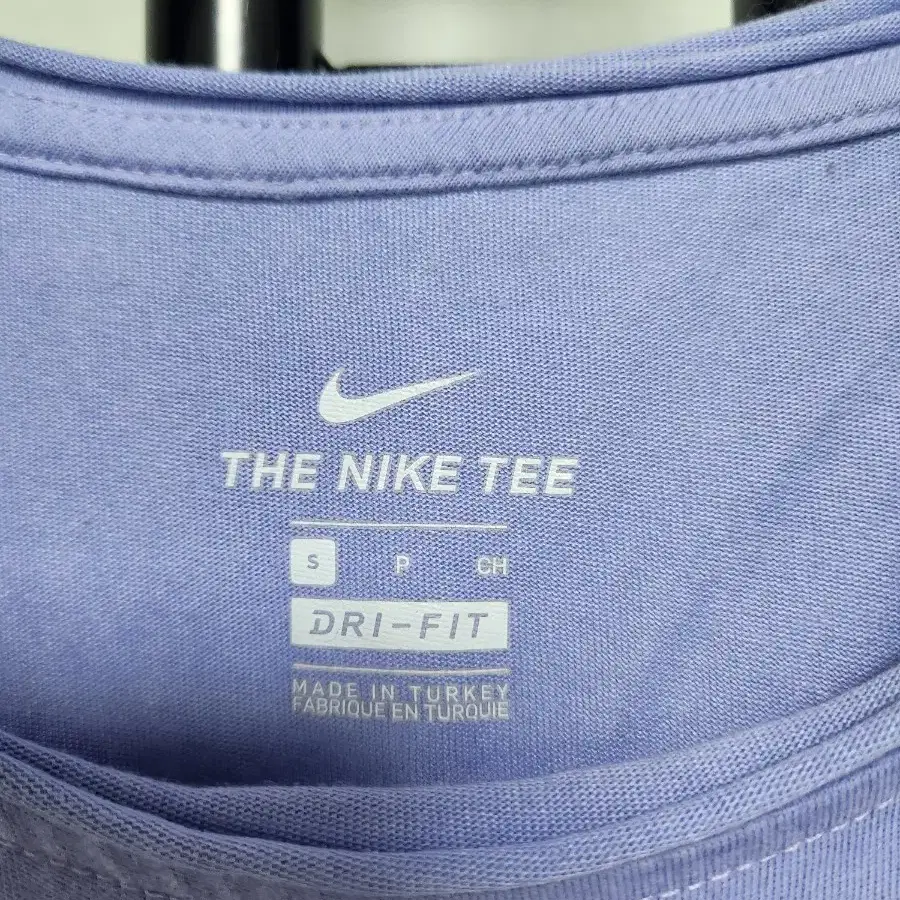 THE NIKE TEE
S P CH
DRI-FIT
MADE IN TURKEY
FABRIQUE EN TURQUIE